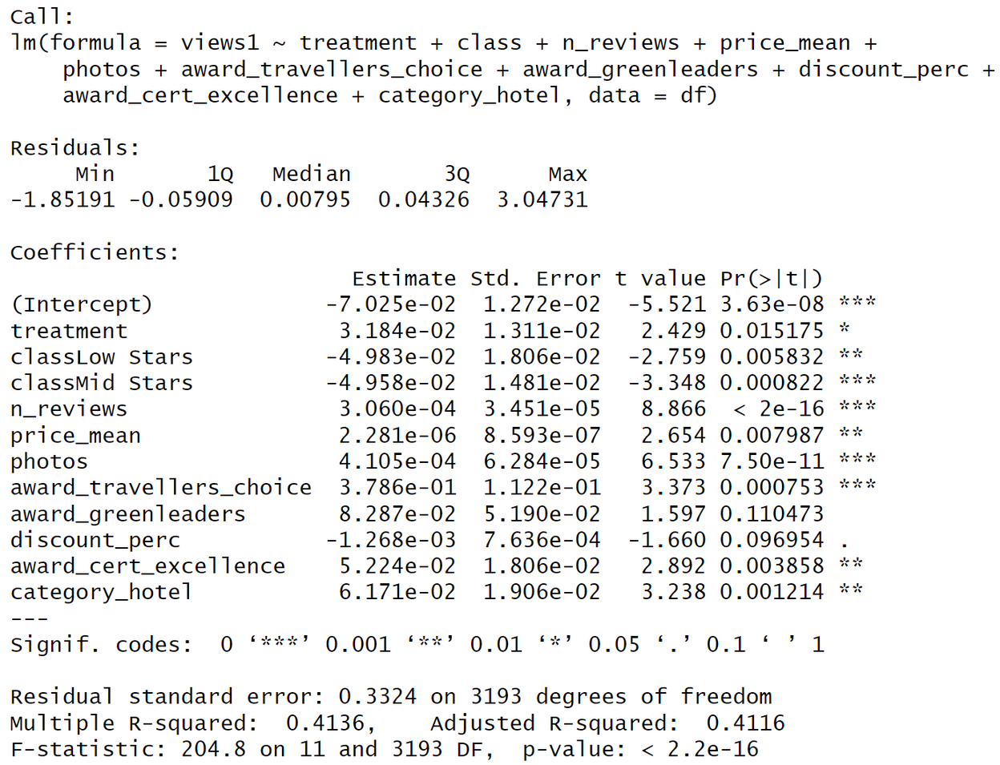 Call:
lm(formula = views1 ~ treatment + class + n_reviews + price_mean +
    photos + award_travellers_choice + award_greenleaders + discount_perc +
    award_cert_excellence + category_hotel, data = df)

Residuals:
     Min       1Q   Median       3Q      Max
-1.85191 -0.05909  0.00795  0.04326  3.04731

Coefficients:
                          Estimate Std. Error t value Pr(>|t|)
(Intercept)             -7.025e-02  1.272e-02  -5.521 3.63e-08 ***
treatment                3.184e-02  1.311e-02   2.429 0.015175 *
classLow Stars          -4.983e-02  1.806e-02  -2.759 0.005832 **
classMid Stars          -4.958e-02  1.481e-02  -3.348 0.000822 ***
n_reviews                3.060e-04  3.451e-05   8.866  < 2e-16 ***
price_mean               2.281e-06  8.593e-07   2.654 0.007987 **
photos                   4.105e-04  6.284e-05   6.533 7.50e-11 ***
award_travellers_choice  3.786e-01  1.122e-01   3.373 0.000753 ***
award_greenleaders       8.287e-02  5.190e-02   1.597 0.110473
discount_perc           -1.268e-03  7.636e-04  -1.660 0.096954 .
award_cert_excellence    5.224e-02  1.806e-02   2.892 0.003858 **
category_hotel           6.171e-02  1.906e-02   3.238 0.001214 **
---
Signif. codes:  0 ‘***’ 0.001 ‘**’ 0.01 ‘*’ 0.05 ‘.’ 0.1 ‘ ’ 1

Residual standard error: 0.3324 on 3193 degrees of freedom
Multiple R-squared:  0.4136,    Adjusted R-squared:  0.4116
F-statistic: 204.8 on 11 and 3193 DF,  p-value: < 2.2e-16